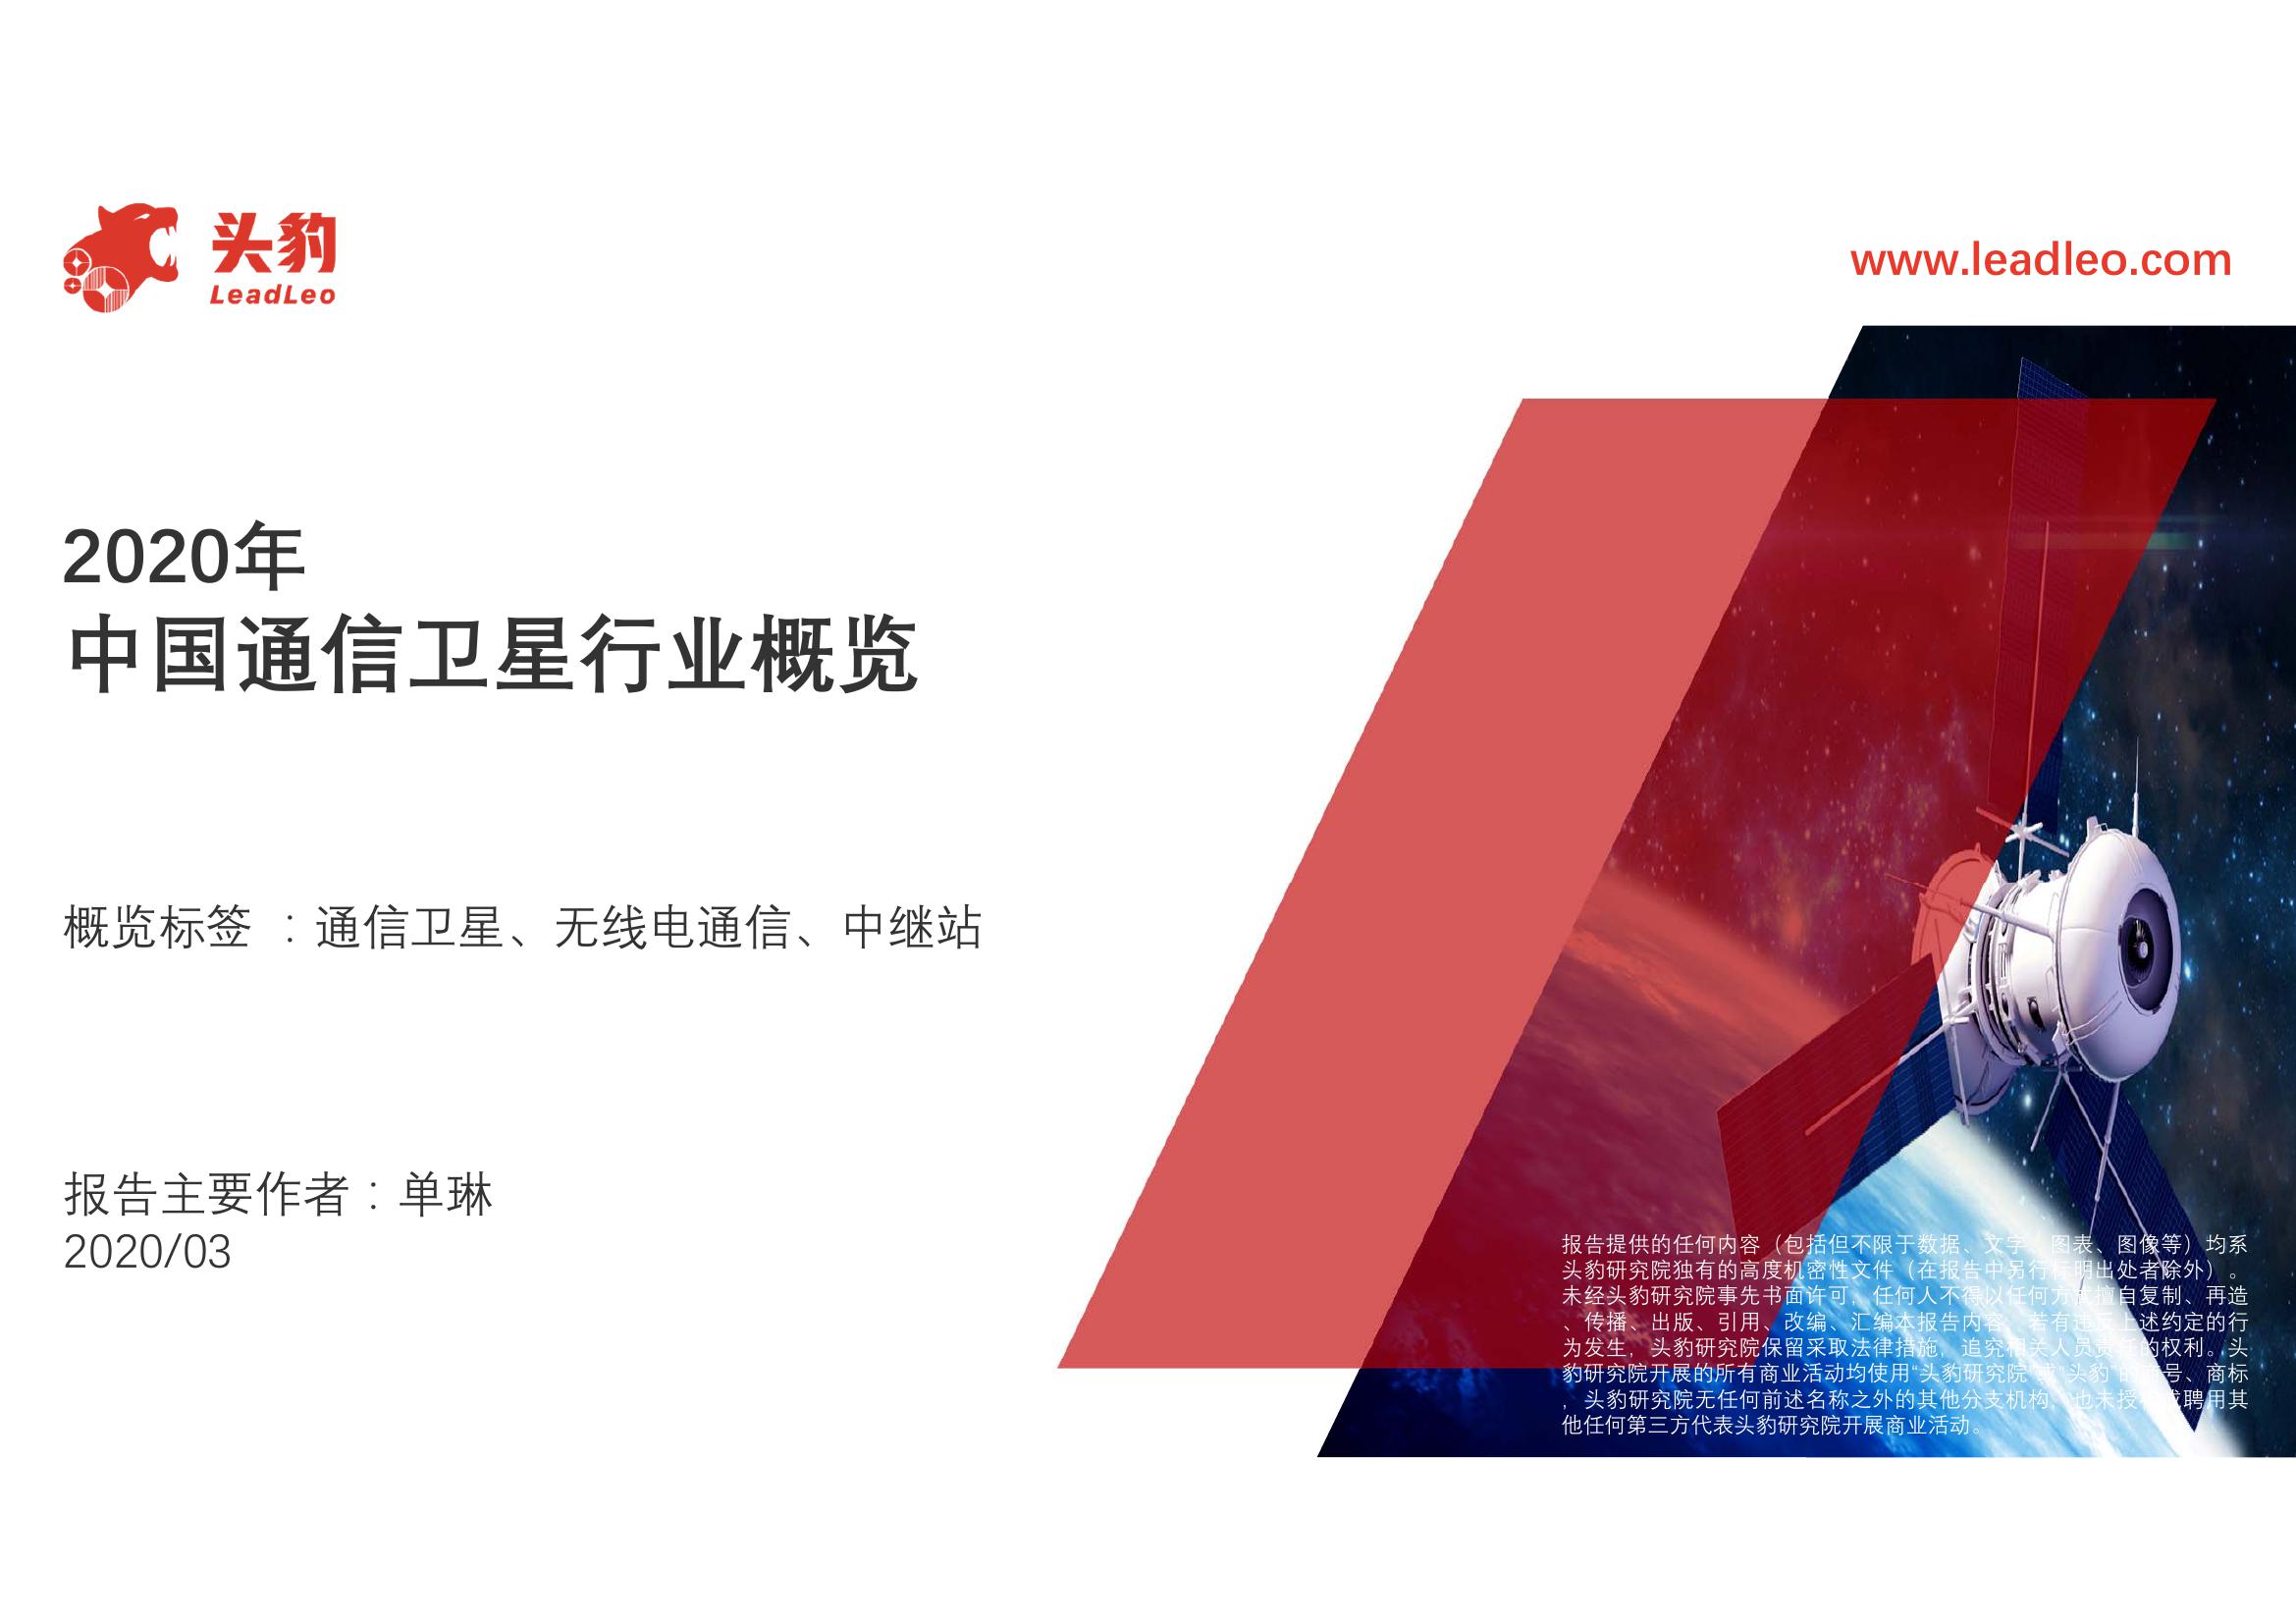 头豹
LeadLeo
www.leadleo.com
2020年
中国通信卫星行业概览
概览标签 ：通信卫星、无线电通信、中继站
报告主要作者：单琳
2020/03
报告提供的任何内容（包括但不限于数据、文字、图表、图像等）均系
头豹研究院独有的高度机密性文件（在报告中另行标明出处者除外）。
未经头豹研究院事先书面许可，任何人不得以任何方式擅自复制、再造
、传播、出版、引用、改编、汇编本报告内容，若有违反上述约定的行
为发生，头豹研究院保留采取法律措施，追究相关人员责任的权利。头
豹研究院开展的所有商业活动均使用“头豹研究院”或“头豹”的商号、商标
，头豹研究院无任何前述名称之外的其他分支机构，也未授权或聘用其
他任何第三方代表头豹研究院开展商业活动。